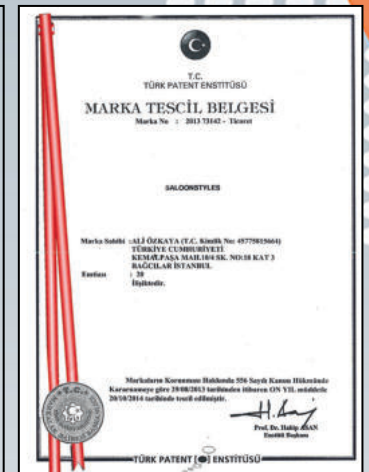 T.C.
TÜRK PATENT ENSTİTÜSÜ
MARKA TESCİL BELGESİ
Marka No : 2013 73142 - Ticaret
SALOONSTYLES
Marka Sahibi :ALİ ÖZKAYA (T.C. Kimlik No: 45775815664)
TÜRKİYE CUMHURİYETİ
KEMALPAŞA MAH.10/4 SK. NO:18 KAT 3
BAĞCILAR İSTANBUL
Emtiası : 20
İlişiktedir.
Markaların Korunması Hakkında 556 Sayılı Kanun Hükmünde
Kararnameye göre 29/08/2013 tarihinden itibaren ON YIL müddetle
20/10/2014 tarihinde tescil edilmiştir.
Prof. Dr. Habip ASAN
Enstitü Başkanı
TÜRK PATENT ENSTİTÜSÜ